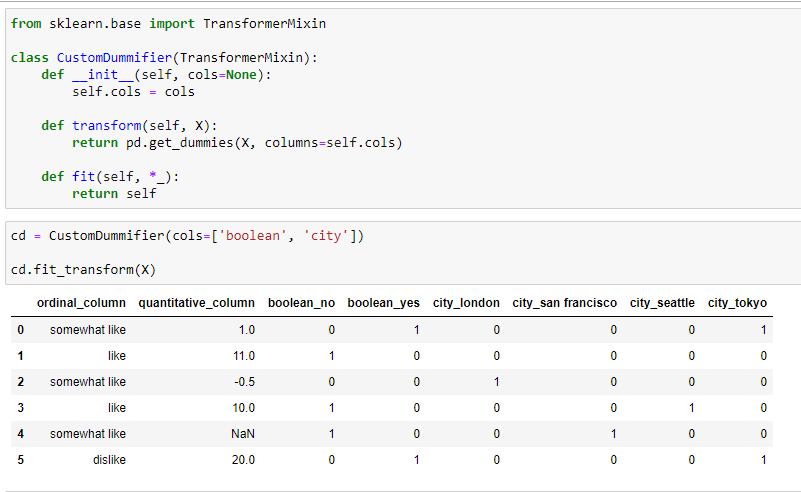 from sklearn.base import TransformerMixin
class CustomDummifier(TransformerMixin):
    def __init__(self, cols=None):
        self.cols = cols
    def transform(self, X):
        return pd.get_dummies(X, columns=self.cols)
    def fit(self, *_):
        return self
cd = CustomDummifier(cols=['boolean', 'city'])
cd.fit_transform(X)
ordinal_column quantitative_column boolean_no boolean_yes city_london city_san francisco city_seattle city_tokyo
0 somewhat like 1.0 0 1 0 0 0 1
1 like 11.0 1 0 0 0 0 0
2 somewhat like -0.5 0 0 1 0 0 0
3 like 10.0 1 0 0 0 1 0
4 somewhat like NaN 1 0 0 1 0 0
5 dislike 20.0 0 1 0 0 0 1